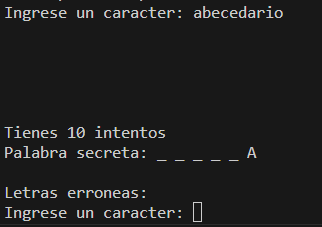 Ingrese un caracter: abecedario
Tienes 10 intentos
Palabra secreta: _ _ _ _ _ A
Letras erroneas:
Ingrese un caracter: